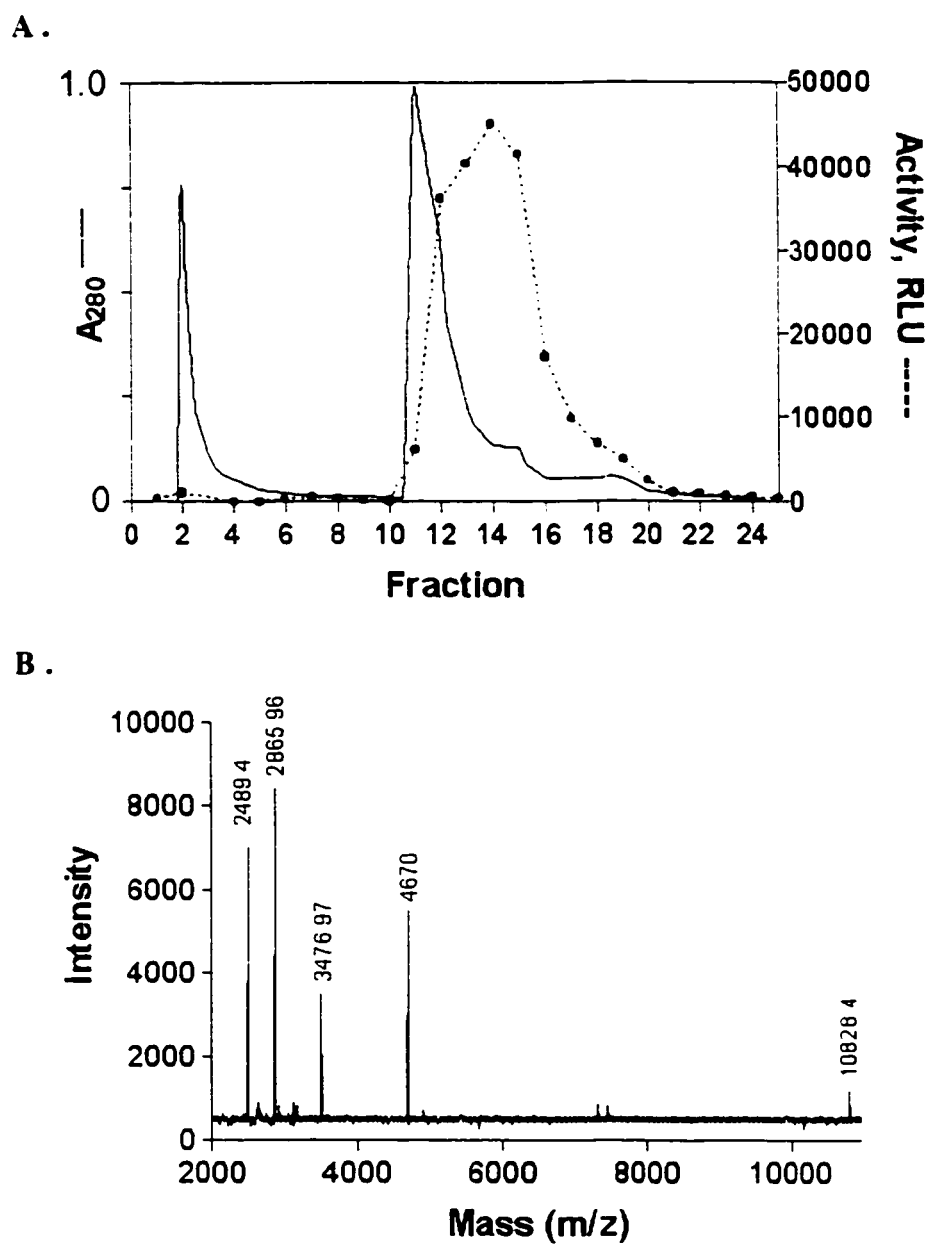 A.
1.0
0
A280 ——
50000
40000
30000
20000
10000
0
Activity, RLU -----
0 2 4 6 8 10 12 14 16 18 20 22 24
Fraction
B.
10000
8000
6000
4000
2000
0
Intensity
2489 4
2865 96
3476 97
4670
10828 4
2000 4000 6000 8000 10000
Mass (m/z)